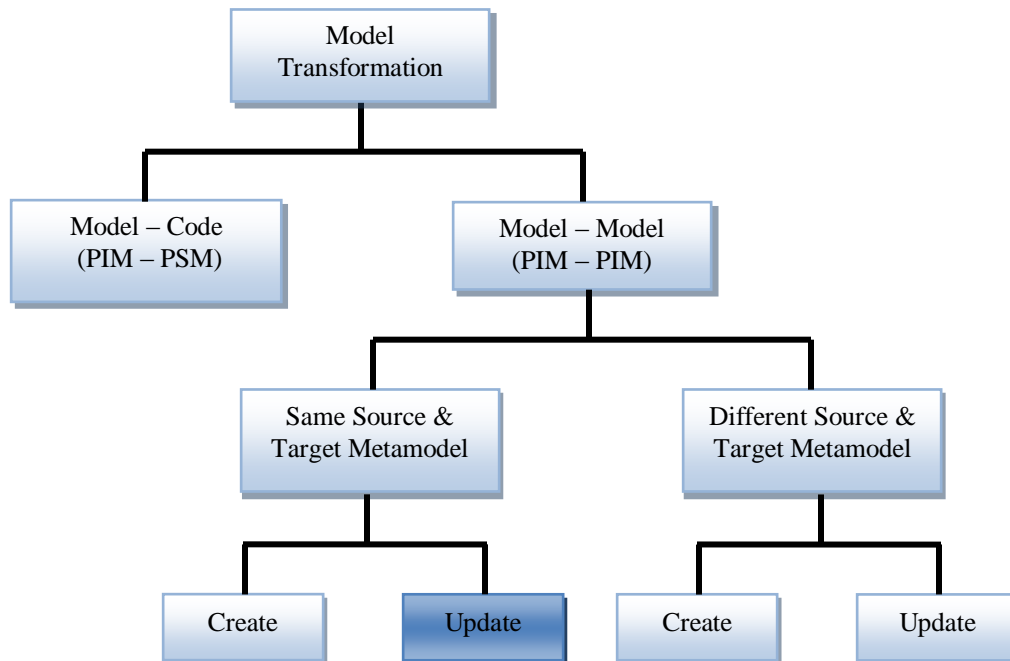 Model
Transformation
Model – Code
(PIM – PSM)
Model – Model
(PIM – PIM)
Same Source &
Target Metamodel
Different Source &
Target Metamodel
Create
Update
Create
Update